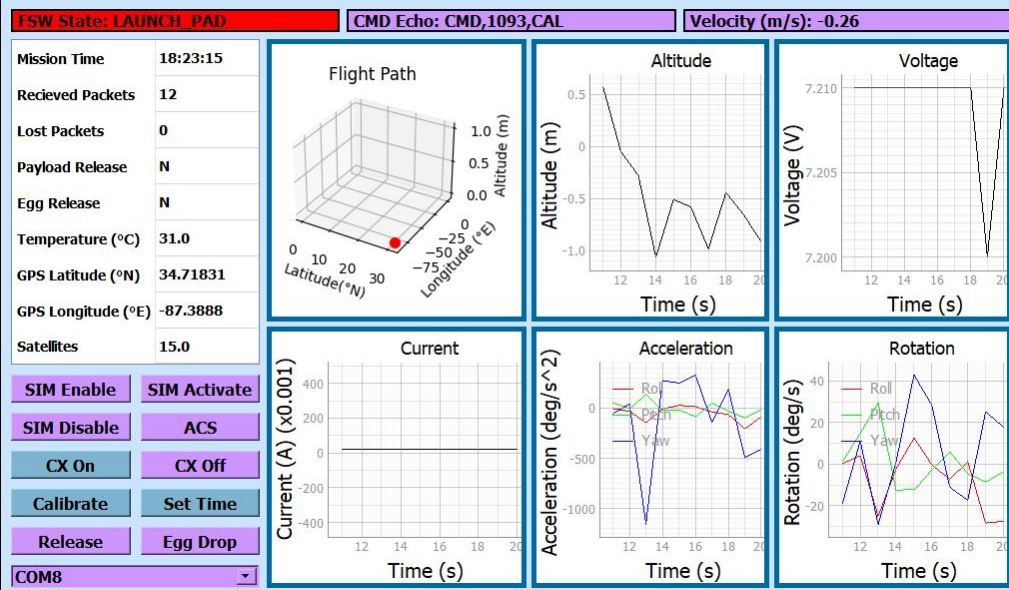 FSW State: LAUNCH_PAD
CMD Echo: CMD,1093,CAL
Velocity (m/s): -0.26
Mission Time 18:23:15
Recieved Packets 12
Lost Packets 0
Payload Release N
Egg Release N
Temperature (°C) 31.0
GPS Latitude (°N) 34.71831
GPS Longitude (°E) -87.3888
Satellites 15.0
SIM Enable
SIM Activate
SIM Disable
ACS
CX On
CX Off
Calibrate
Set Time
Release
Egg Drop
COM8
Flight Path
1.0
0.5
0.0
Altitude (m)
0
-25
-50
-75
Longitude(°E)
0
10
20
30
Latitude(°N)
Altitude
Altitude (m)
0.5
0
-0.5
-1.0
12 14 16 18 20
Time (s)
Voltage
Voltage (V)
7.210
7.205
7.200
12 14 16 18 20
Time (s)
Current
Current (A) (x0.001)
400
200
0
-200
-400
12 14 16 18 20
Time (s)
Acceleration
Acceleration (deg/s^2)
0
-500
-1000
Roll
Pitch
Yaw
12 14 16 18 20
Time (s)
Rotation
Rotation (deg/s)
40
20
0
-20
Roll
Pitch
Yaw
12 14 16 18 20
Time (s)